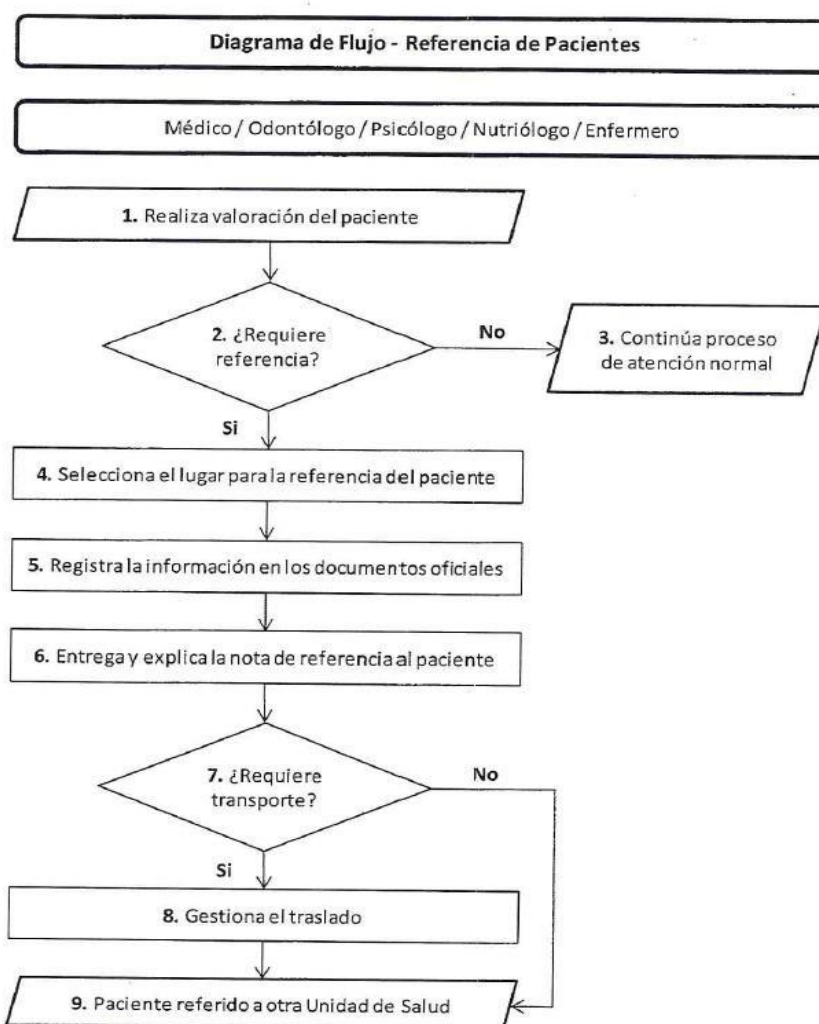 Diagrama de Flujo - Referencia de Pacientes
Médico / Odontólogo / Psicólogo / Nutriólogo / Enfermero
1. Realiza valoración del paciente
2. ¿Requiere
referencia?
No
3. Continúa proceso
de atención normal
Si
4. Selecciona el lugar para la referencia del paciente
5. Registra la información en los documentos oficiales
6. Entrega y explica la nota de referencia al paciente
7. ¿Requiere
transporte?
No
Si
8. Gestiona el traslado
9. Paciente referido a otra Unidad de Salud